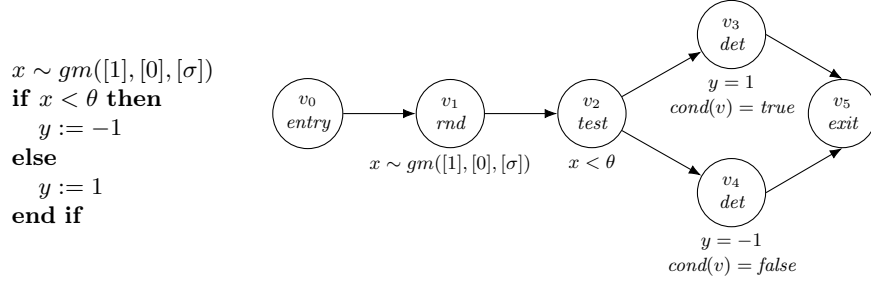 x ∼ gm([1], [0], [σ])
if x < θ then
y := −1
else
y := 1
end if
v₀
entry
v₁
rnd
x ∼ gm([1], [0], [σ])
v₂
test
x < θ
v₃
det
y = 1
cond(v) = true
v₄
det
y = −1
cond(v) = false
v₅
exit